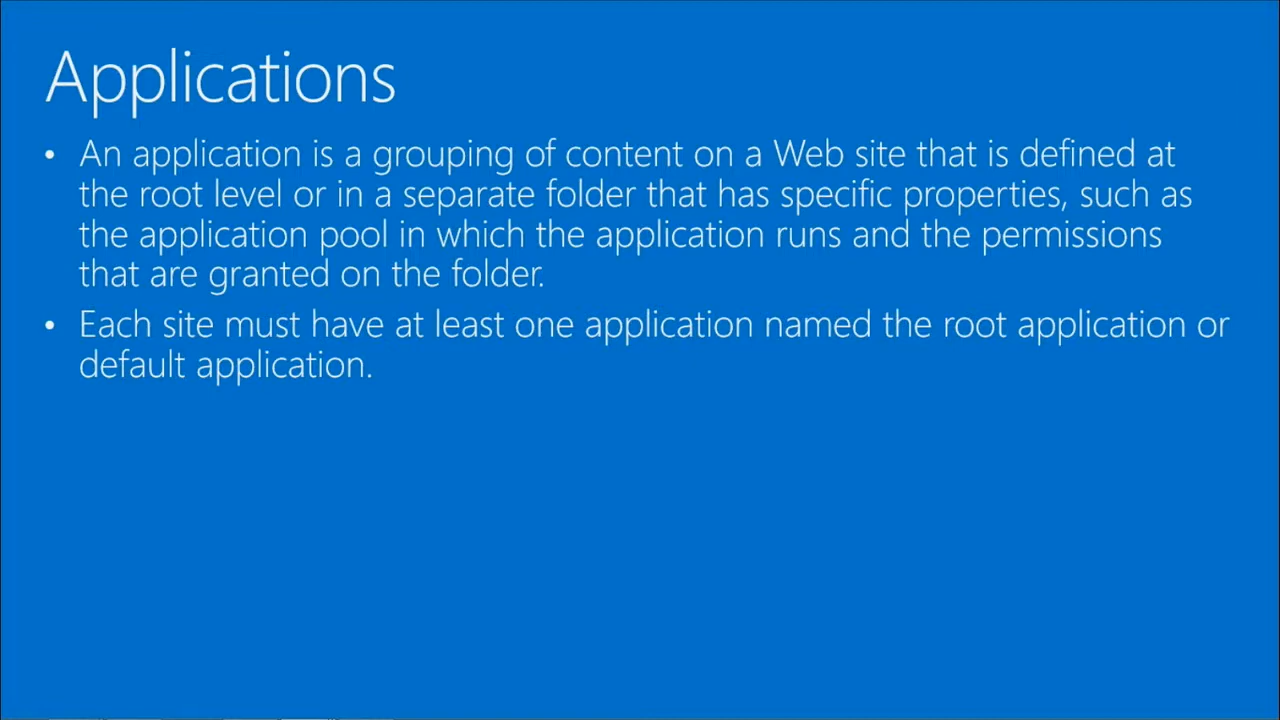 Applications
• An application is a grouping of content on a Web site that is defined at
the root level or in a separate folder that has specific properties, such as
the application pool in which the application runs and the permissions
that are granted on the folder.
• Each site must have at least one application named the root application or
default application.